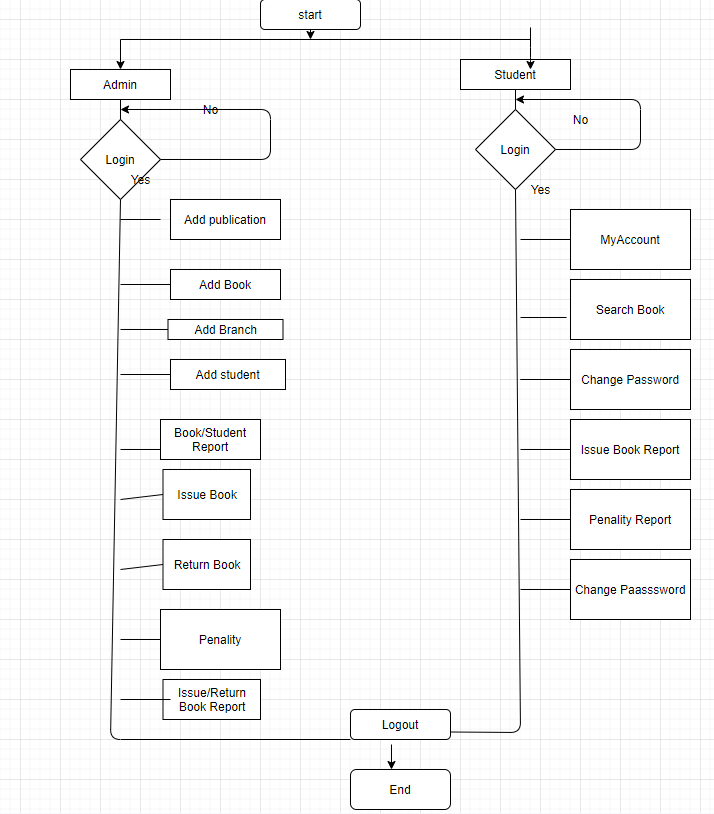 start
Admin
No
Login
Yes
Add publication
Add Book
Add Branch
Add student
Book/Student
Report
Issue Book
Return Book
Penality
Issue/Return
Book Report
Student
No
Login
Yes
MyAccount
Search Book
Change Password
Issue Book Report
Penality Report
Change Paasssword
Logout
End